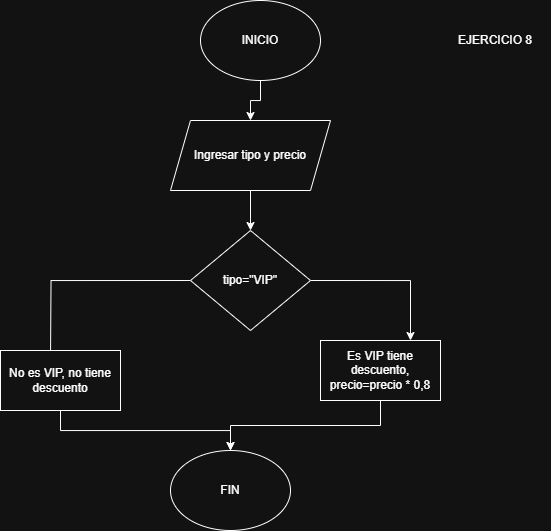 INICIO
EJERCICIO 8
Ingresar tipo y precio
tipo="VIP"
No es VIP, no tiene
descuento
Es VIP tiene
descuento,
precio=precio * 0,8
FIN